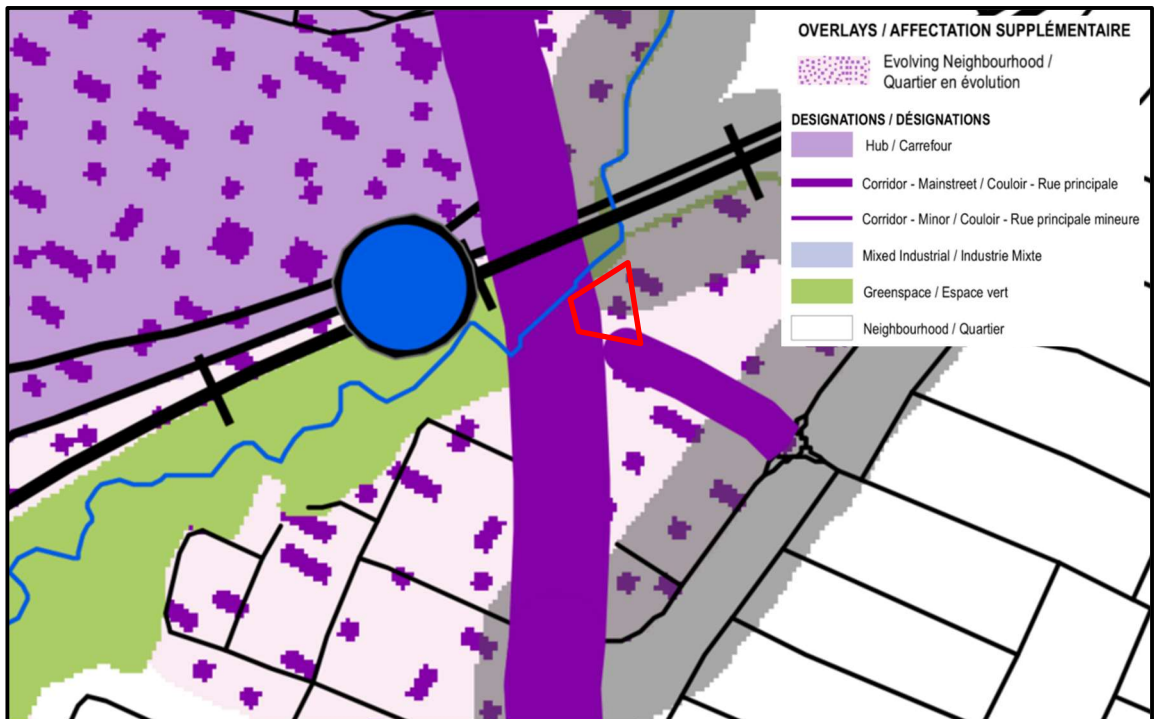 OVERLAYS / AFFECTATION SUPPLÉMENTAIRE
Evolving Neighbourhood /
Quartier en évolution
DESIGNATIONS / DÉSIGNATIONS
Hub / Carrefour
Corridor - Mainstreet / Couloir - Rue principale
Corridor - Minor / Couloir - Rue principale mineure
Mixed Industrial / Industrie Mixte
Greenspace / Espace vert
Neighbourhood / Quartier